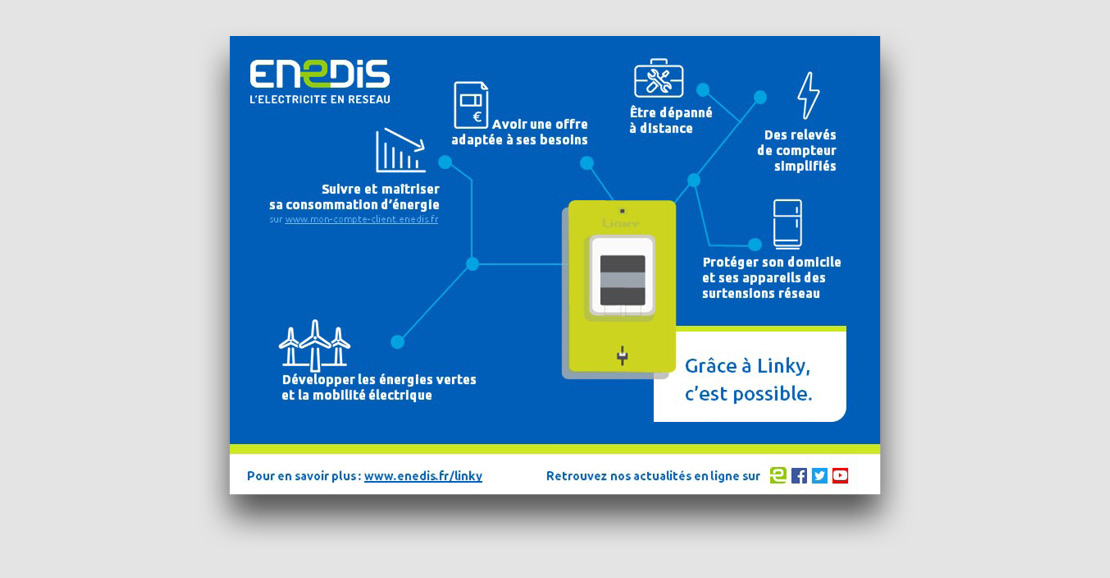 ENEDIS
L'ELECTRICITE EN RESEAU
Avoir une offre
adaptée à ses besoins
Être dépanné
à distance
Des relevés
de compteur
simplifiés
Suivre et maîtriser
sa consommation d'énergie
sur www.mon-compte-client.enedis.fr
Linky
Protéger son domicile
et ses appareils des
surtensions réseau
Développer les énergies vertes
et la mobilité électrique
Grâce à Linky,
c'est possible.
Pour en savoir plus : www.enedis.fr/linky
Retrouvez nos actualités en ligne sur